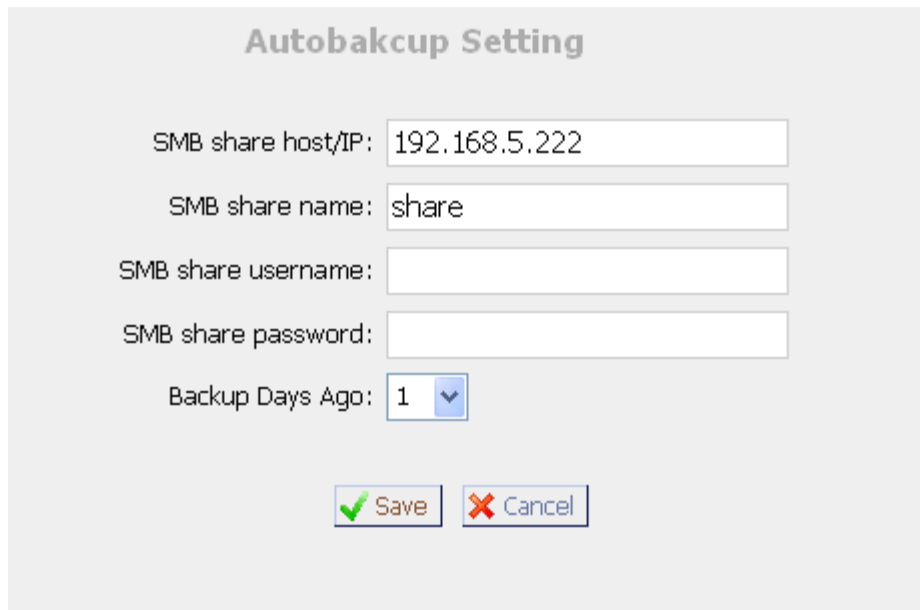 Autobakcup Setting
SMB share host/IP: 192.168.5.222
SMB share name: share
SMB share username:
SMB share password:
Backup Days Ago: 1
Save Cancel